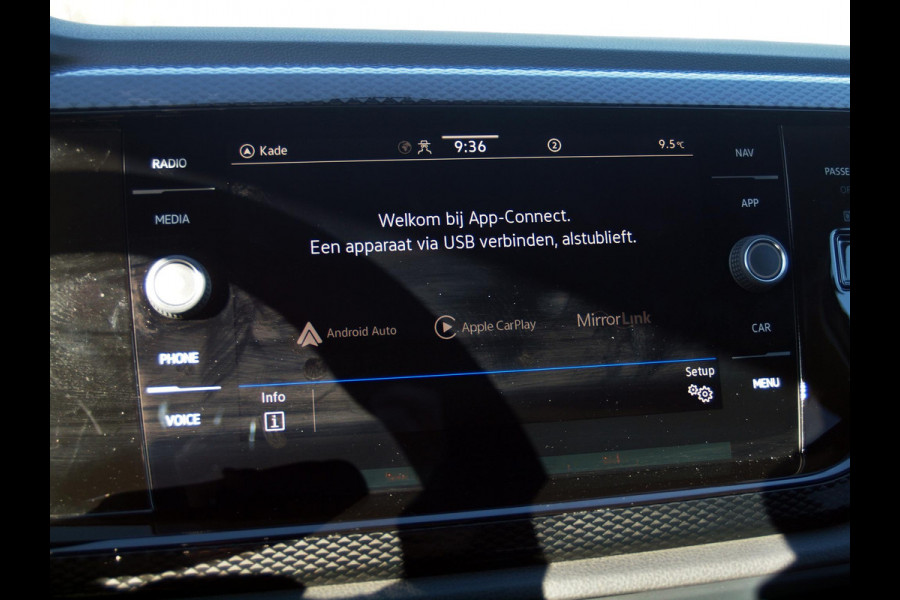 Kade
9:36
2
9.5°C
RADIO
MEDIA
PHONE
VOICE
Welkom bij App-Connect.
Een apparaat via USB verbinden, alstublieft.
Android Auto
Apple CarPlay
MirrorLink
Info
i
Setup
NAV
APP
CAR
MENU